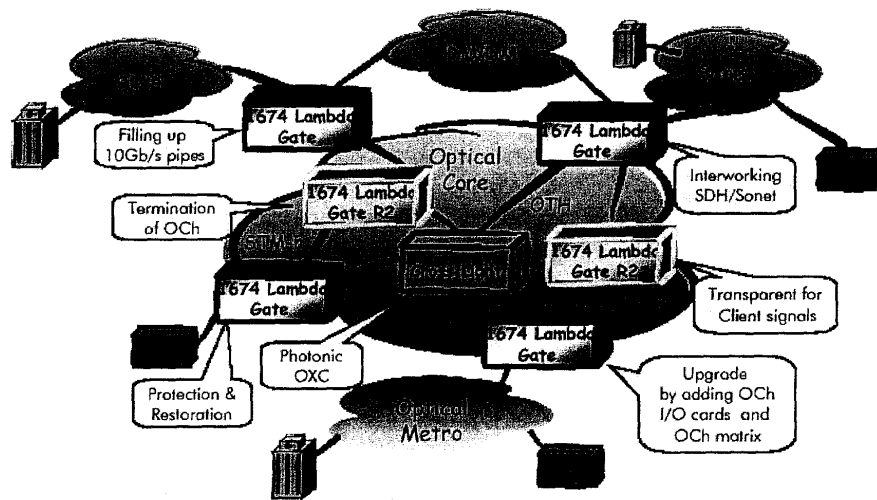 1674 Lambda
Gate
Filling up
10Gb/s pipes
Optical
Core
1674 Lambda
Gate
Interworking
SDH/Sonet
1674 Lambda
Gate R2
OTH
Termination
of OCh
1674 Lambda
Gate R2
1674 Lambda
Gate
Transparent for
Client signals
Photonic
OXC
Gate
Protection &
Restoration
Upgrade
by adding OCh
I/O cards and
OCh matrix
Optical
Metro